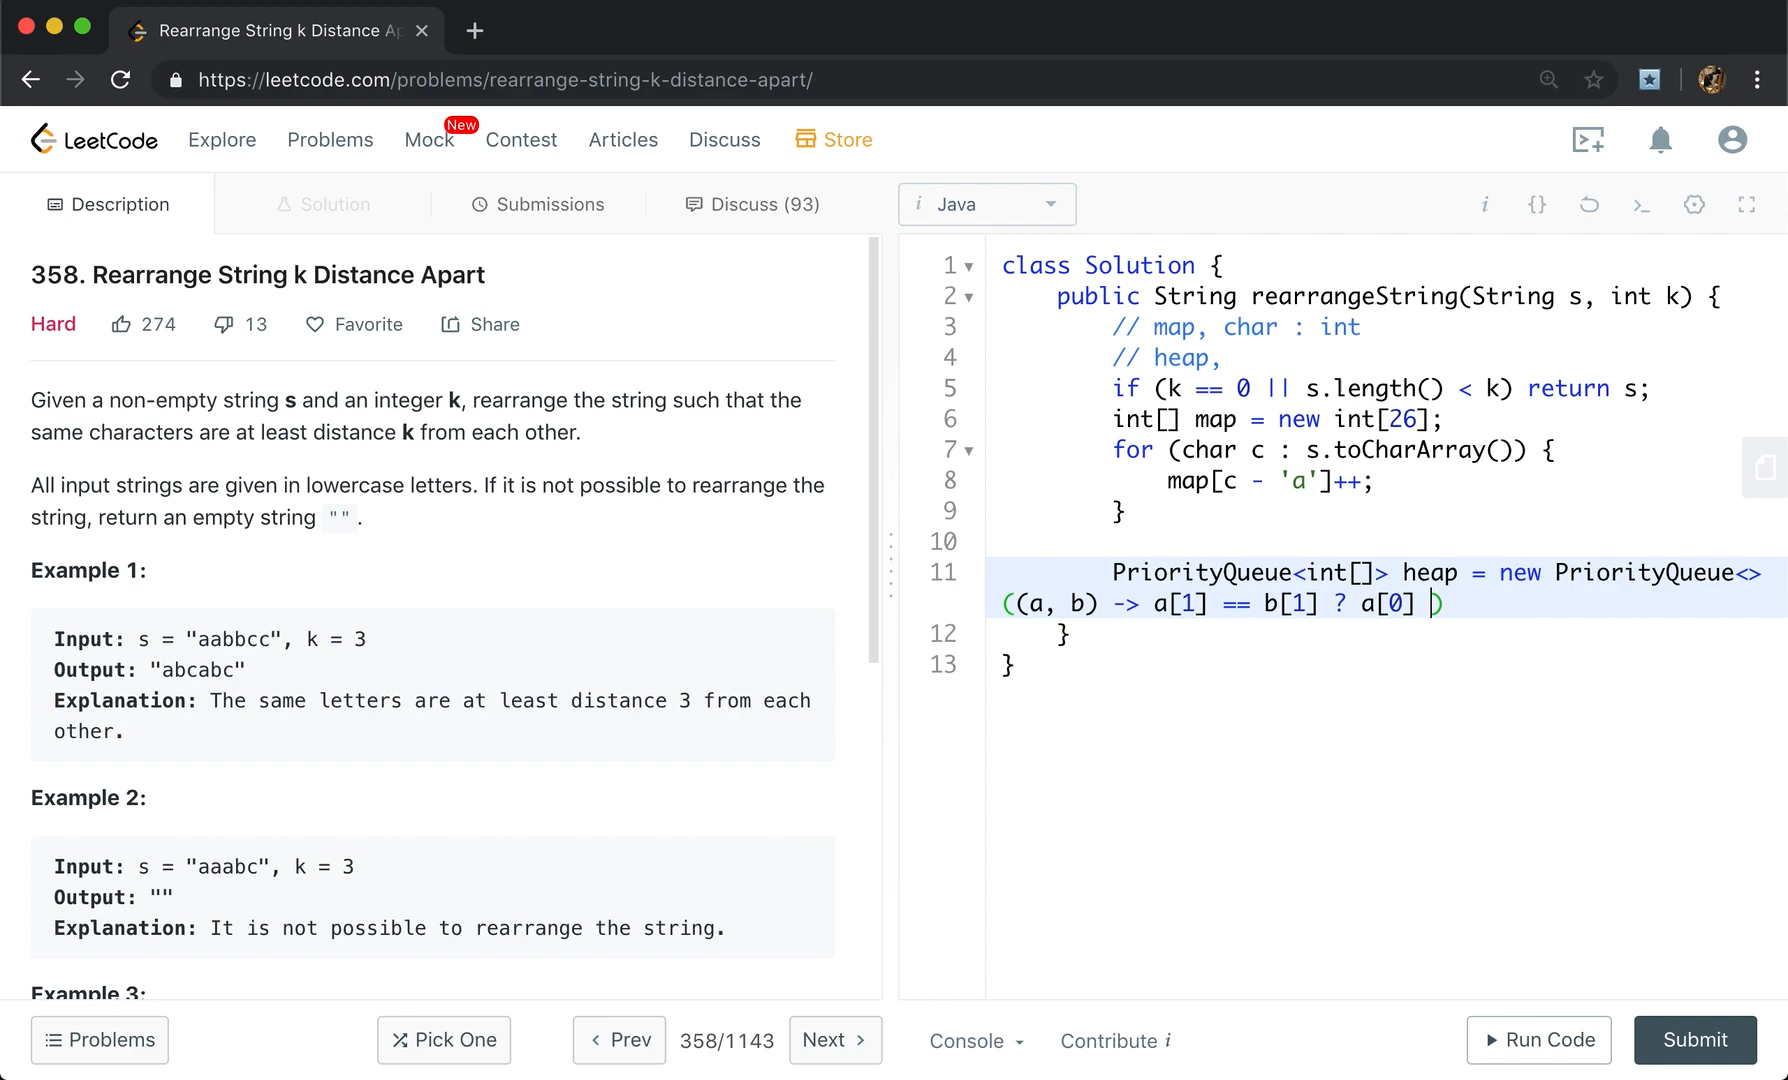 Rearrange String k Distance Ap
https://leetcode.com/problems/rearrange-string-k-distance-apart/
LeetCode
Explore
Problems
Mock
New
Contest
Articles
Discuss
Store
Description
Solution
Submissions
Discuss (93)
i Java
358. Rearrange String k Distance Apart
Hard
274
13
Favorite
Share
Given a non-empty string s and an integer k, rearrange the string such that the
same characters are at least distance k from each other.
All input strings are given in lowercase letters. If it is not possible to rearrange the
string, return an empty string "".
Example 1:
Input: s = "aabbcc", k = 3
Output: "abcabc"
Explanation: The same letters are at least distance 3 from each
other.
Example 2:
Input: s = "aaabc", k = 3
Output: ""
Explanation: It is not possible to rearrange the string.
Example 3:
1 class Solution {
2 public String rearrangeString(String s, int k) {
3 // map, char : int
4 // heap,
5 if (k == 0 || s.length() < k) return s;
6 int[] map = new int[26];
7 for (char c : s.toCharArray()) {
8 map[c - 'a']++;
9 }
10
11 PriorityQueue<int[]> heap = new PriorityQueue<>
((a, b) -> a[1] == b[1] ? a[0] )
12 }
13 }
Problems
Pick One
Prev
358/1143
Next
Console
Contribute i
Run Code
Submit